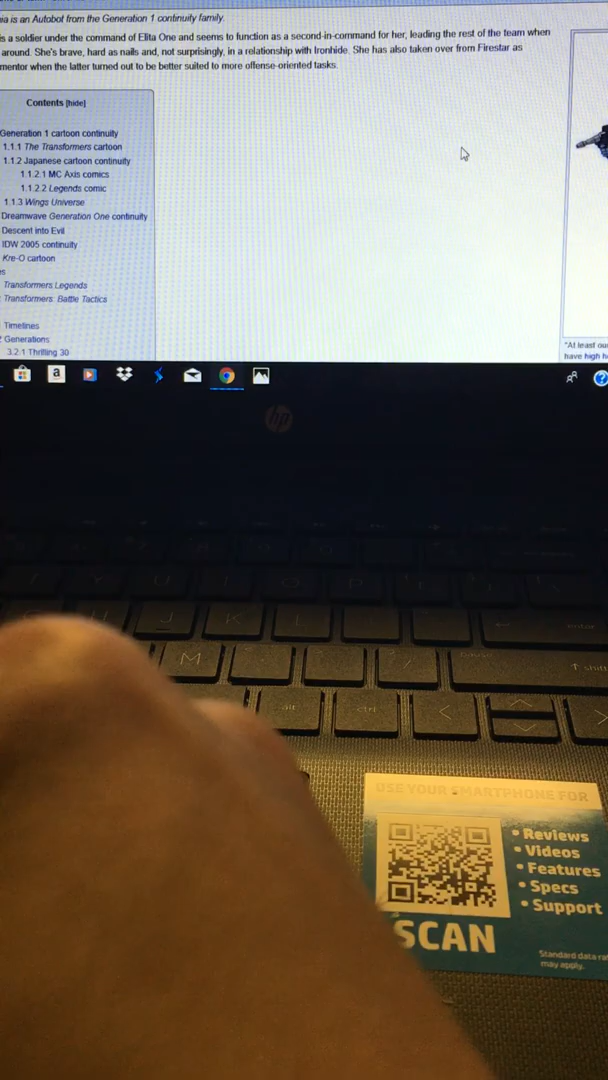 ia is an Autobot from the Generation 1 continuity family.
s a soldier under the command of Elita One and seems to function as a second-in-command for her, leading the rest of the team when
around. She's brave, hard as nails and, not surprisingly, in a relationship with Ironhide. She has also taken over from Firestar as
mentor when the latter turned out to be better suited to more offense-oriented tasks.
Contents [hide]
Generation 1 cartoon continuity
1.1.1 The Transformers cartoon
1.1.2 Japanese cartoon continuity
1.1.2.1 MC Axis comics
1.1.2.2 Legends comic
1.1.3 Wings Universe
Dreamwave Generation One continuity
Descent into Evil
IDW 2005 continuity
Kre-O cartoon
s
Transformers Legends
Transformers: Battle Tactics
Timelines
Generations
3.2.1 Thrilling 30
"At least ou
have high h
a
?
hp
Y U I O P
J K L
enter
M
/
pause
↑ shift
alt ctrl <
>
USE YOUR SMARTPHONE FOR
• Reviews
• Videos
• Features
• Specs
• Support
SCAN
Standard data ra
may apply.